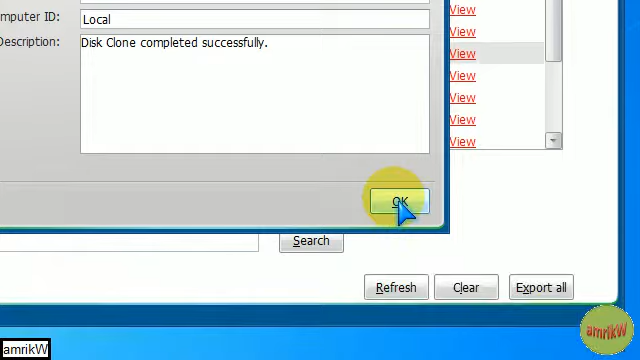 mputer ID:
Local
Description:
Disk Clone completed successfully.
OK
View
View
View
View
View
View
View
Search
Refresh
Clear
Export all
amrikW
amrikW